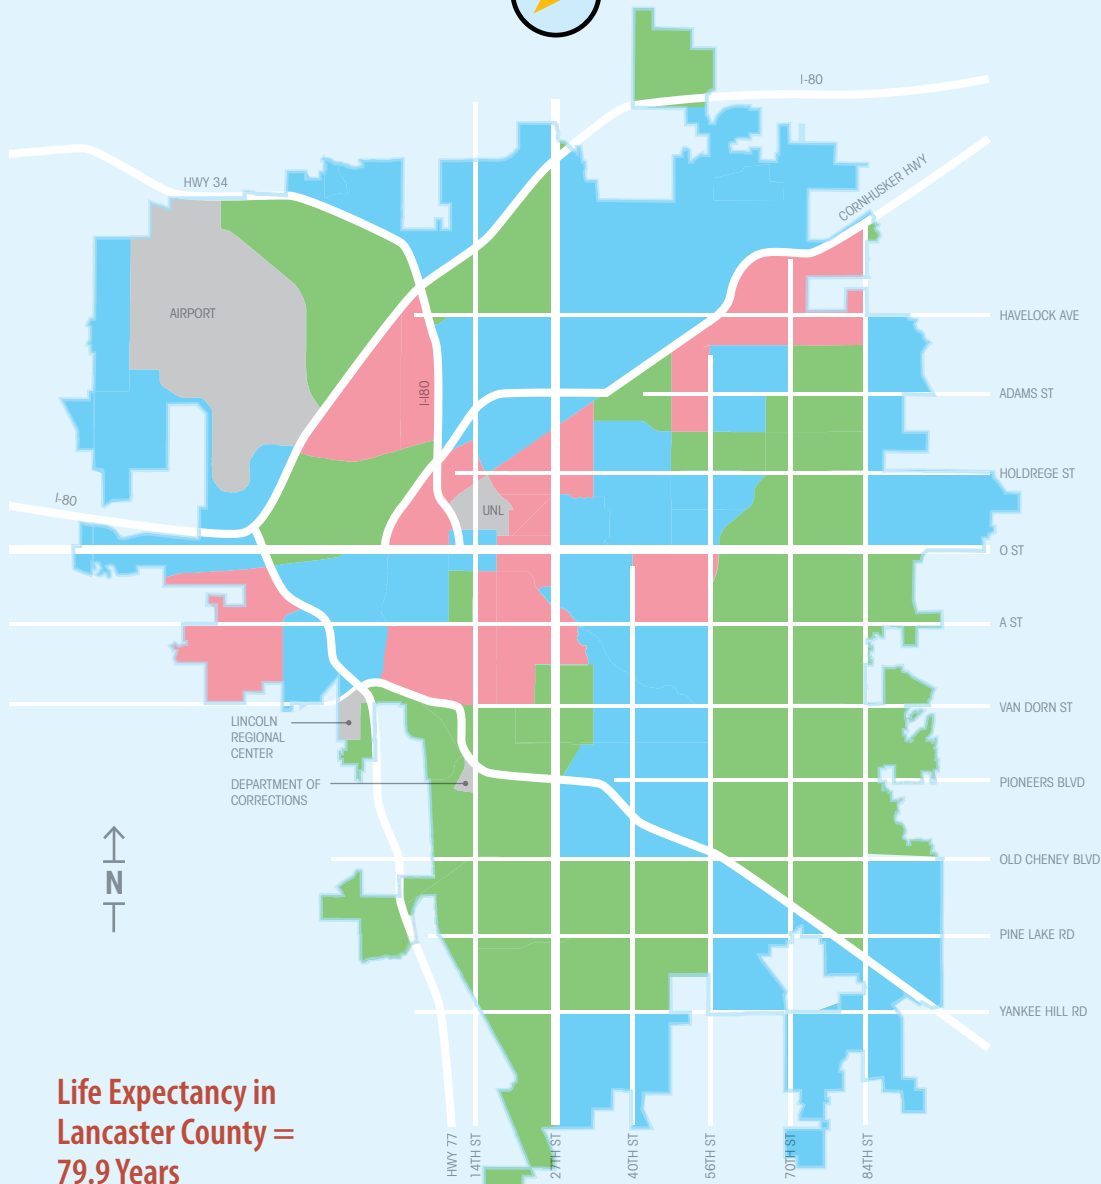 I-80
CORNHUSKER HWY
HWY 34
AIRPORT
HAVELOCK AVE
I-180
ADAMS ST
HOLDREGE ST
I-80
UNL
O ST
A ST
VAN DORN ST
LINCOLN
REGIONAL
CENTER
DEPARTMENT OF
CORRECTIONS
PIONEERS BLVD
OLD CHENEY BLVD
N
PINE LAKE RD
YANKEE HILL RD
Life Expectancy in
Lancaster County =
79.9 Years
HWY 77
14TH ST
27TH ST
40TH ST
56TH ST
70TH ST
84TH ST